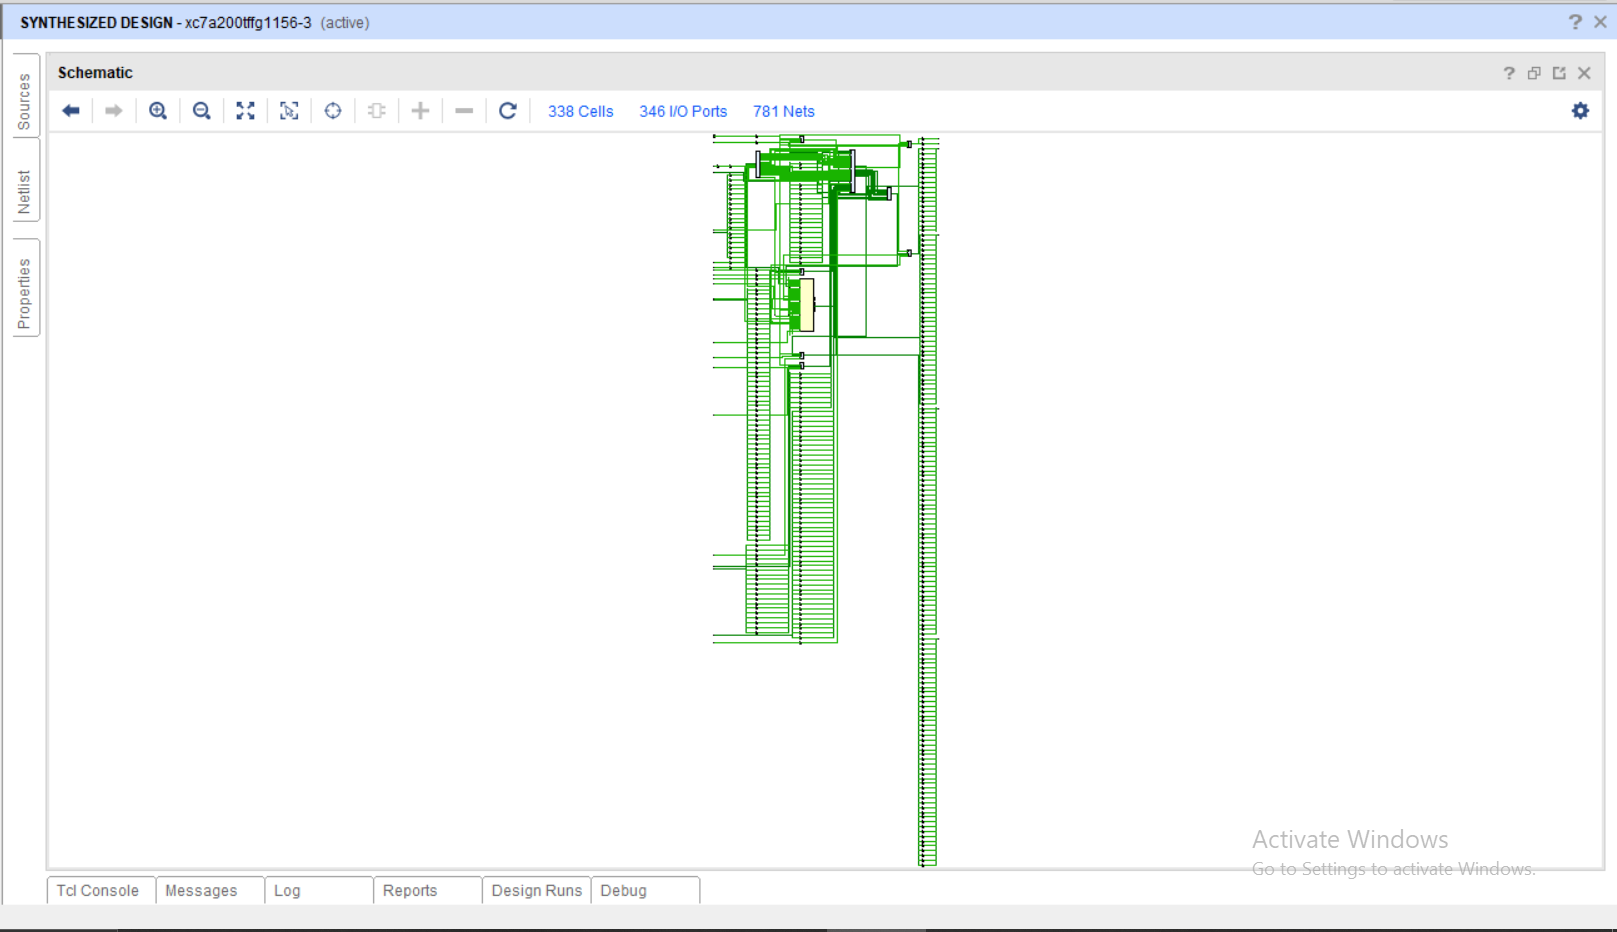 SYNTHESIZED DESIGN - xc7a200tffg1156-3 (active)
Sources
Netlist
Properties
Schematic
338 Cells 346 I/O Ports 781 Nets
Activate Windows
Go to Settings to activate Windows.
Tcl Console Messages Log Reports Design Runs Debug